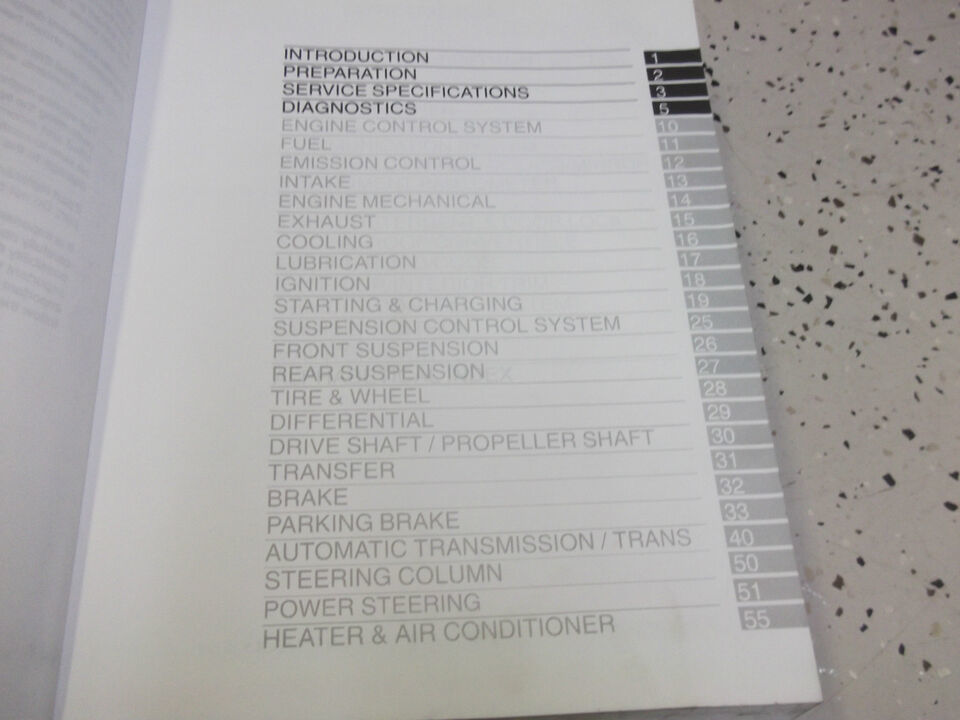 INTRODUCTION 1
PREPARATION 2
SERVICE SPECIFICATIONS 3
DIAGNOSTICS 5
ENGINE CONTROL SYSTEM 10
FUEL 11
EMISSION CONTROL 12
INTAKE 13
ENGINE MECHANICAL 14
EXHAUST 15
COOLING 16
LUBRICATION 17
IGNITION 18
STARTING & CHARGING 19
SUSPENSION CONTROL SYSTEM 25
FRONT SUSPENSION 26
REAR SUSPENSION 27
TIRE & WHEEL 28
DIFFERENTIAL 29
DRIVE SHAFT / PROPELLER SHAFT 30
TRANSFER 31
BRAKE 32
PARKING BRAKE 33
AUTOMATIC TRANSMISSION / TRANS 40
STEERING COLUMN 50
POWER STEERING 51
HEATER & AIR CONDITIONER 55